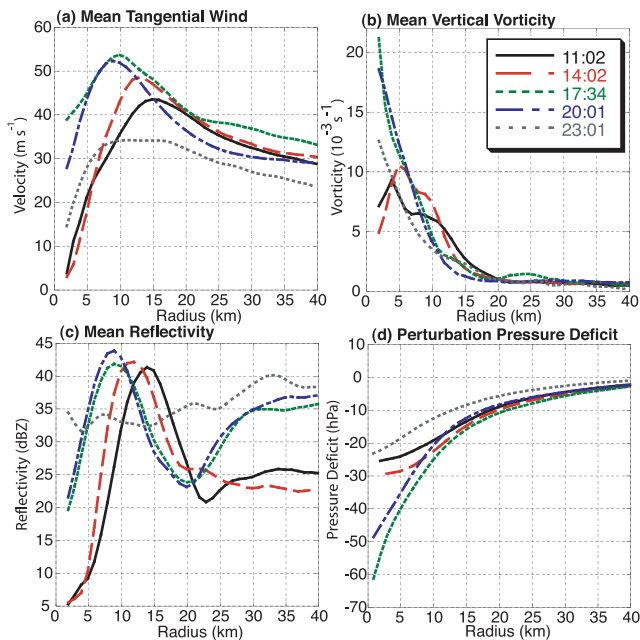 (a) Mean Tangential Wind
60
50
40
30
20
10
0
Velocity (m s-1)
0 5 10 15 20 25 30 35 40
Radius (km)
(b) Mean Vertical Vorticity
20
15
10
5
0
Vorticity (10-3 s-1)
0 5 10 15 20 25 30 35 40
Radius (km)
11:02
14:02
17:34
20:01
23:01
(c) Mean Reflectivity
45
40
35
30
25
20
15
10
5
Reflectivity (dBZ)
0 5 10 15 20 25 30 35 40
Radius (km)
(d) Perturbation Pressure Deficit
10
0
-10
-20
-30
-40
-50
-60
-70
Pressure Deficit (hPa)
0 5 10 15 20 25 30 35 40
Radius (km)